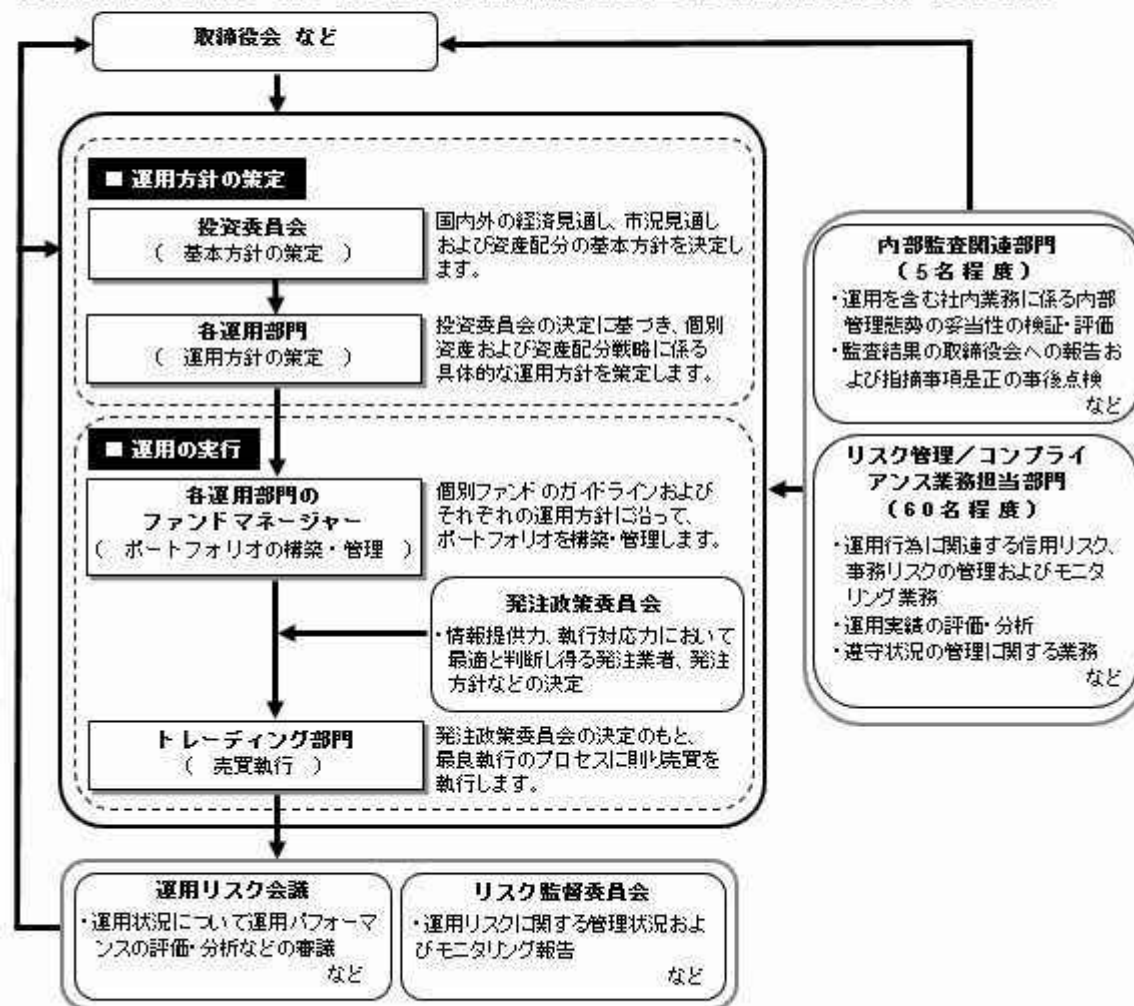 取締役会 など
■ 運用方針の策定
投資委員会
( 基本方針の策定 )
国内外の経済見通し、市況見通し
および資産配分の基本方針を決定し
ます。
各運用部門
( 運用方針の策定 )
投資委員会の決定に基づき、個別
資産および資産配分戦略に係る
具体的な運用方針を策定します。
■ 運用の実行
各運用部門の
ファンドマネージャー
( ポートフォリオの構築・管理 )
個別ファンドのガイドラインおよび
それぞれの運用方針に沿って、
ポートフォリオを構築・管理します。
発注政策委員会
・情報提供力、執行対応力において
最適と判断し得る発注業者、発注
方針などの決定
トレーディング部門
( 売買執行 )
発注政策委員会の決定のもと、
最良執行のプロセスに則り売買を
執行します。
内部監査関連部門
(5名程度)
・運用を含む社内業務に係る内部
管理態勢の妥当性の検証・評価
・監査結果の取締役会への報告お
よび指摘事項是正の事後点検
など
リスク管理/コンプライ
アンス業務担当部門
(60名程度)
・運用行為に関連する信用リスク、
事務リスクの管理およびモニタ
リング業務
・運用実績の評価・分析
・遵守状況の管理に関する業務
など
運用リスク会議
・運用状況について運用パフォーマ
ンスの評価・分析などの審議
など
リスク監督委員会
・運用リスクに関する管理状況およ
びモニタリング報告
など